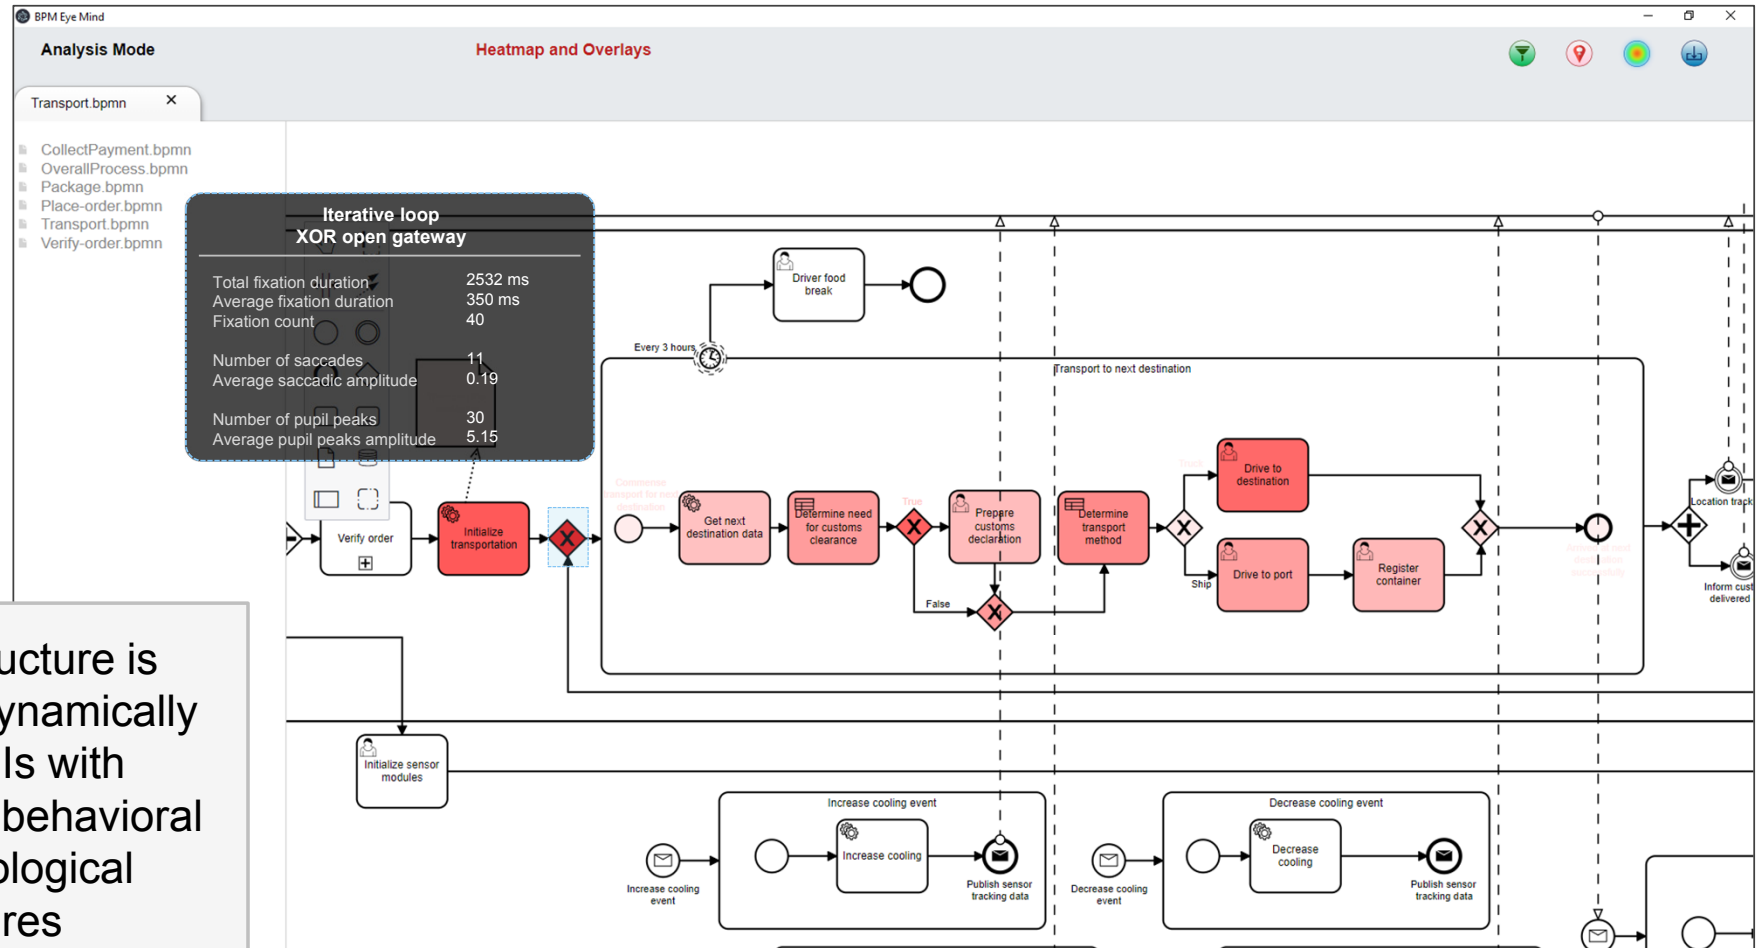 BPM Eye Mind
Analysis Mode
Heatmap and Overlays
Transport.bpmn
CollectPayment.bpmn
OverallProcess.bpmn
Package.bpmn
Place-order.bpmn
Transport.bpmn
Verify-order.bpmn
Iterative loop
XOR open gateway
Total fixation duration 2532 ms
Average fixation duration 350 ms
Fixation count 40
Number of saccades 11
Average saccadic amplitude 0.19
Number of pupil peaks 30
Average pupil peaks amplitude 5.15
Driver food
break
Every 3 hours
Transport to next destination
Commense
transport for next
destination
Verify order
Initialize
transportation
Get next
destination data
Determine need
for customs
clearance
True
False
Prepare
customs
declaration
Determine
transport
method
Ship
Drive to
destination
Drive to port
Register
container
Location track
Inform cust
delivered
Initialize sensor
modules
Increase cooling
event
Increase cooling event
Increase cooling
Publish sensor
tracking data
Decrease cooling
event
Decrease cooling event
Decrease
cooling
Publish sensor
tracking data
ucture is
ynamically
ls with
behavioral
ological
res